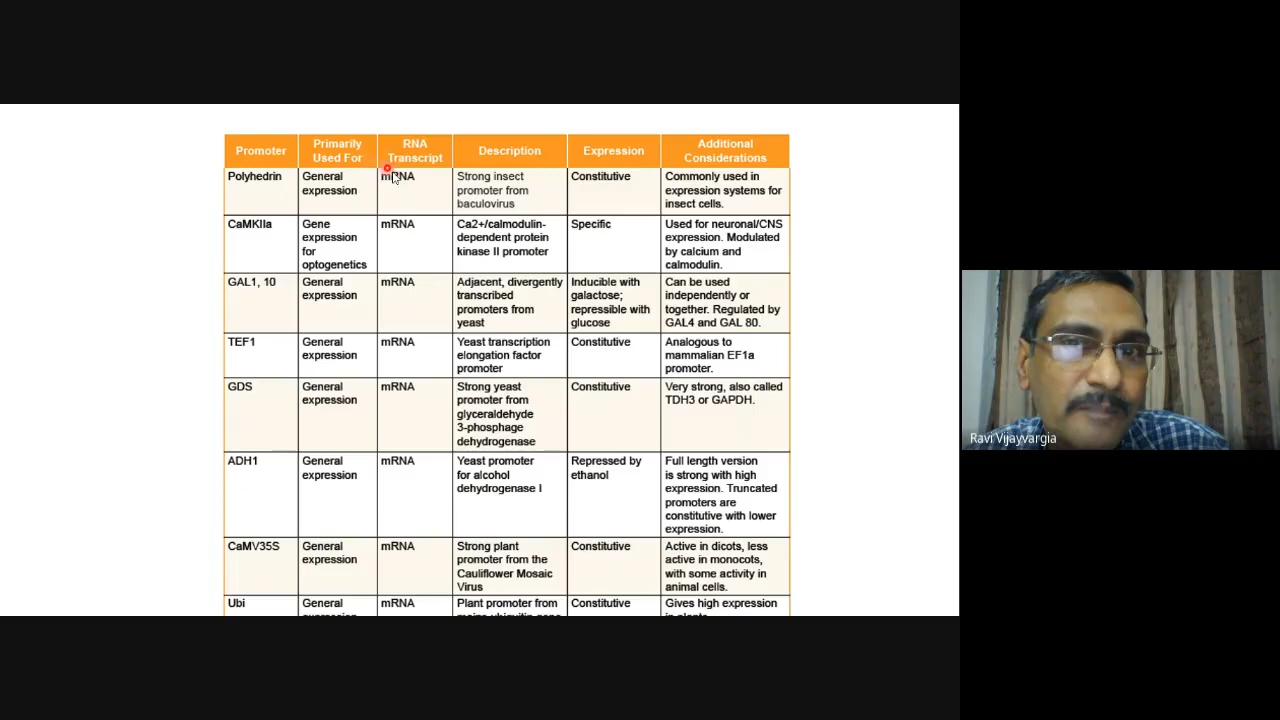 Promoter Primarily Used For RNA Transcript Description Expression Additional Considerations
Polyhedrin General expression mRNA Strong insect promoter from baculovirus Constitutive Commonly used in expression systems for insect cells.
CaMKIIa Gene expression for optogenetics mRNA Ca2+/calmodulin-dependent protein kinase II promoter Specific Used for neuronal/CNS expression. Modulated by calcium and calmodulin.
GAL1, 10 General expression mRNA Adjacent, divergently transcribed promoters from yeast Inducible with galactose; repressible with glucose Can be used independently or together. Regulated by GAL4 and GAL 80.
TEF1 General expression mRNA Yeast transcription elongation factor promoter Constitutive Analogous to mammalian EF1a promoter.
GDS General expression mRNA Strong yeast promoter from glyceraldehyde 3-phosphage dehydrogenase Constitutive Very strong, also called TDH3 or GAPDH.
ADH1 General expression mRNA Yeast promoter for alcohol dehydrogenase I Repressed by ethanol Full length version is strong with high expression. Truncated promoters are constitutive with lower expression.
CaMV35S General expression mRNA Strong plant promoter from the Cauliflower Mosaic Virus Constitutive Active in dicots, less active in monocots, with some activity in animal cells.
Ubi General mRNA Plant promoter from Constitutive Gives high expression
Ravi Vijayvargia